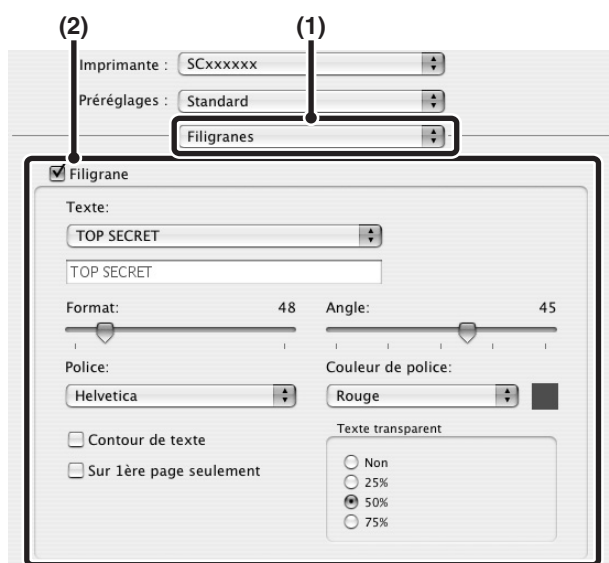 (2) (1)
Imprimante : SCxxxxxx
Préréglages : Standard
Filigranes
Filigrane
Texte:
TOP SECRET
TOP SECRET
Format: 48 Angle: 45
Police: Couleur de police:
Helvetica Rouge
Contour de texte Texte transparent
Sur 1ère page seulement Non
25%
50%
75%